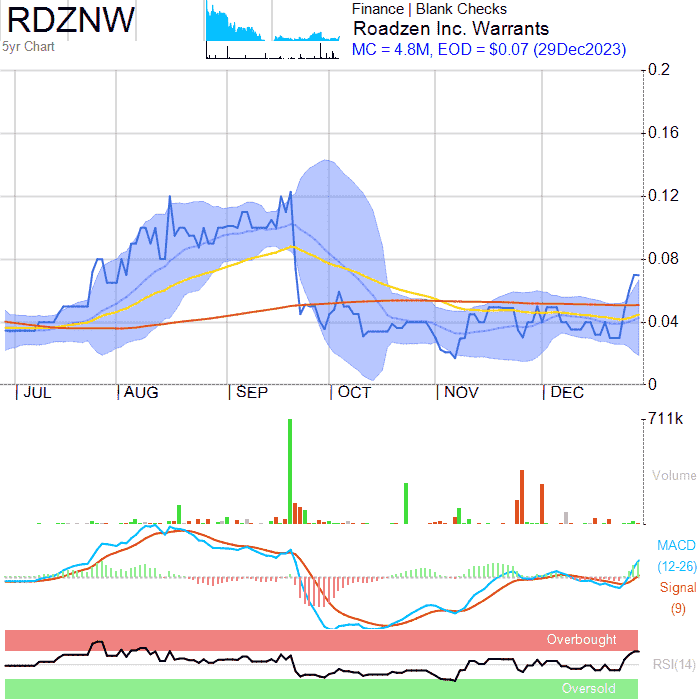 RDZNW
5yr Chart
Finance | Blank Checks
Roadzen Inc. Warrants
MC = 4.8M, EOD = $0.07 (29Dec2023)
0.2
0.16
0.12
0.08
0.04
0
JUL AUG SEP OCT NOV DEC
711k
Volume
MACD
(12-26)
Signal
(9)
Overbought
RSI(14)
Oversold